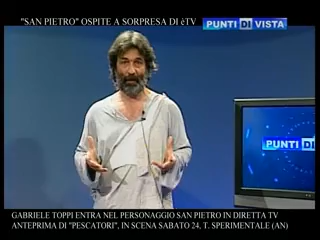 "SAN PIETRO" OSPITE A SORPRESA DI èTV
PUNTI DI VISTA
PUNTI DI
GABRIELE TOPPI ENTRA NEL PERSONAGGIO SAN PIETRO IN DIRETTA TV
ANTEPRIMA DI "PESCATORI", IN SCENA SABATO 24, T. SPERIMENTALE (AN)